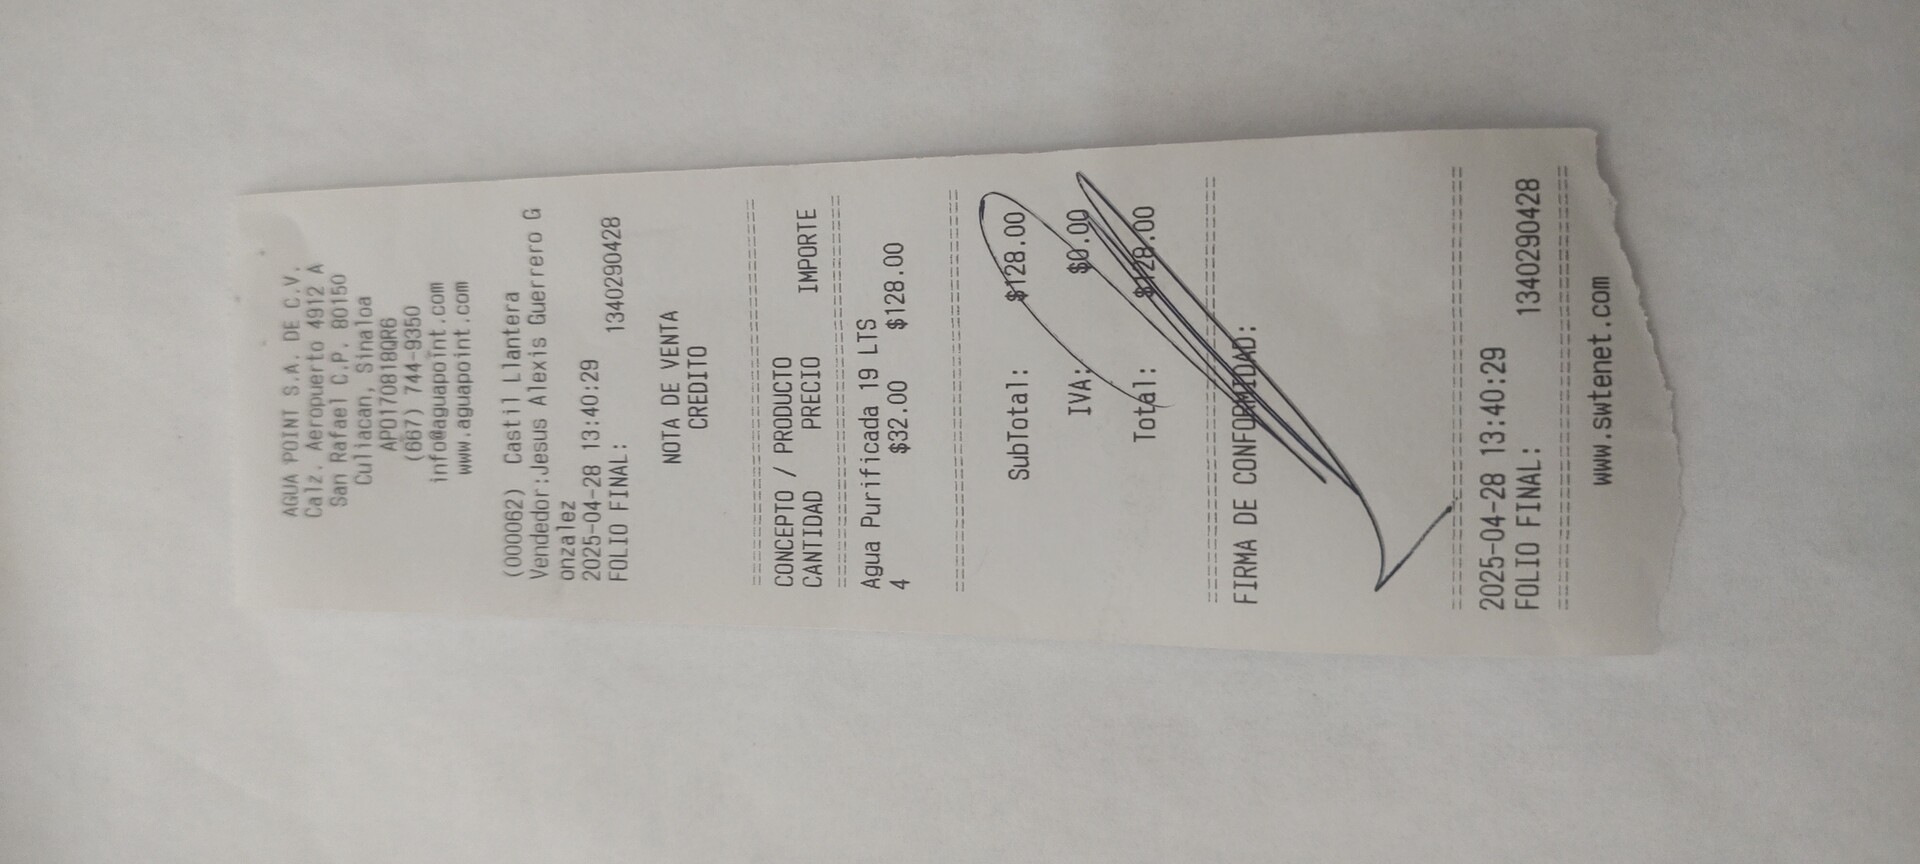 AGUA POINT S.A. DE C.V.
Calz. Aeropuerto 4912 A
San Rafael C.P. 80150
Culiacan, Sinaloa
APO170818QR6
(667) 744-9350
info@aguapoint.com
www.aguapoint.com
(000062) Castil Llantera
Vendedor:Jesus Alexis Guerrero G
onzalez
2025-04-28 13:40:29
FOLIO FINAL: 1340290428
NOTA DE VENTA
CREDITO
================================
CONCEPTO / PRODUCTO
CANTIDAD PRECIO IMPORTE
================================
Agua Purificada 19 LTS
4 $32.00 $128.00
================================
SubTotal: $128.00
IVA: $0.00
Total: $128.00
================================
FIRMA DE CONFORMIDAD:
================================
2025-04-28 13:40:29
FOLIO FINAL: 1340290428
================================
www.swtenet.com